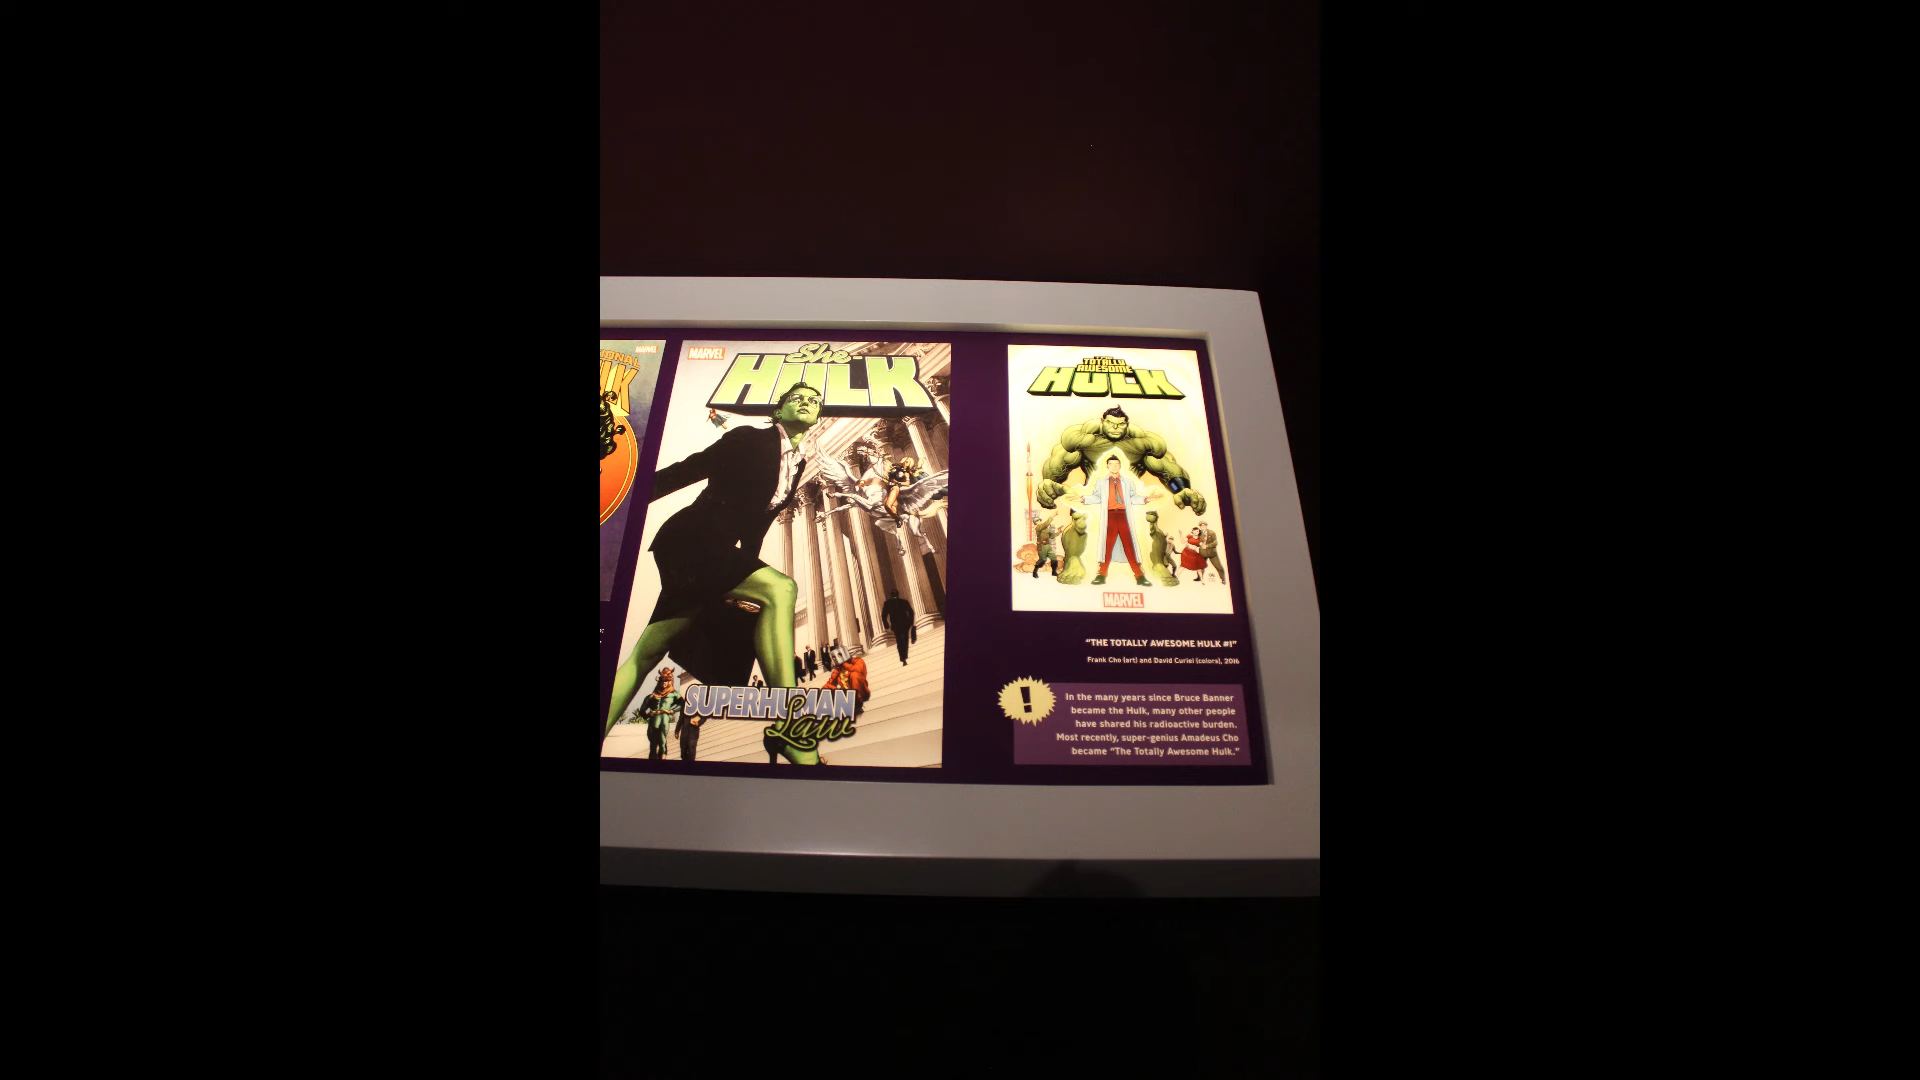 MARVEL
MARVEL
She-
HULK
SUPERHUMAN
Law
TOTALLY
AWESOME
HULK
MARVEL
"THE TOTALLY AWESOME HULK #1"
Frank Cho (art) and David Curiel (colors), 2016
!
In the many years since Bruce Banner
became the Hulk, many other people
have shared his radioactive burden.
Most recently, super-genius Amadeus Cho
became "The Totally Awesome Hulk."